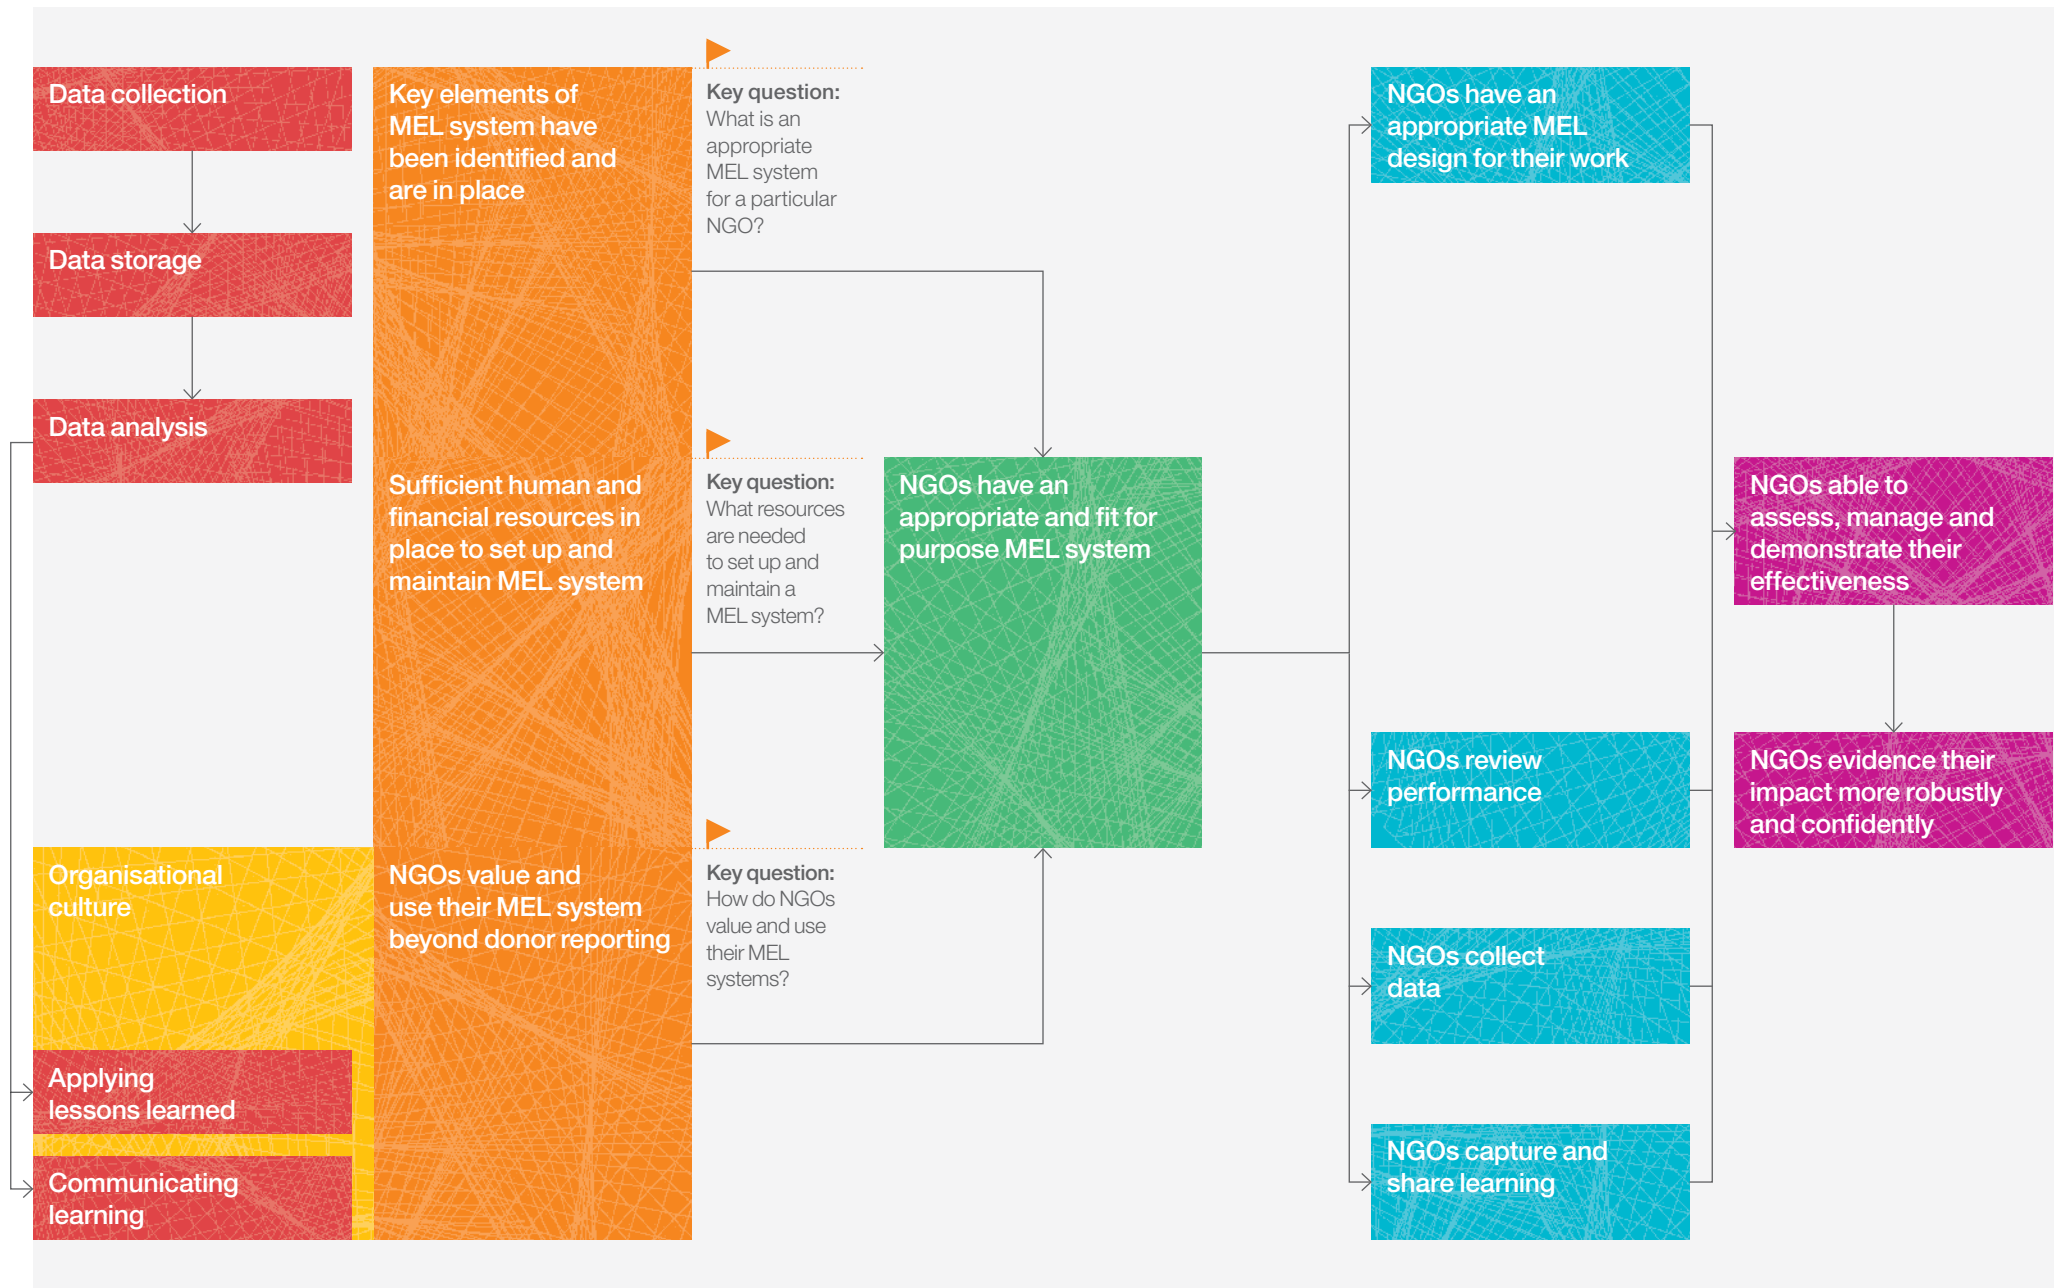 Data collection
Data storage
Data analysis
Organisational
culture
Applying
lessons learned
Communicating
learning
Key elements of
MEL system have
been identified and
are in place
Sufficient human and
financial resources in
place to set up and
maintain MEL system
NGOs value and
use their MEL system
beyond donor reporting
Key question:
What is an
appropriate
MEL system
for a particular
NGO?
Key question:
What resources
are needed
to set up and
maintain a
MEL system?
Key question:
How do NGOs
value and use
their MEL
systems?
NGOs have an
appropriate and fit for
purpose MEL system
NGOs have an
appropriate MEL
design for their work
NGOs review
performance
NGOs collect
data
NGOs capture and
share learning
NGOs able to
assess, manage and
demonstrate their
effectiveness
NGOs evidence their
impact more robustly
and confidently